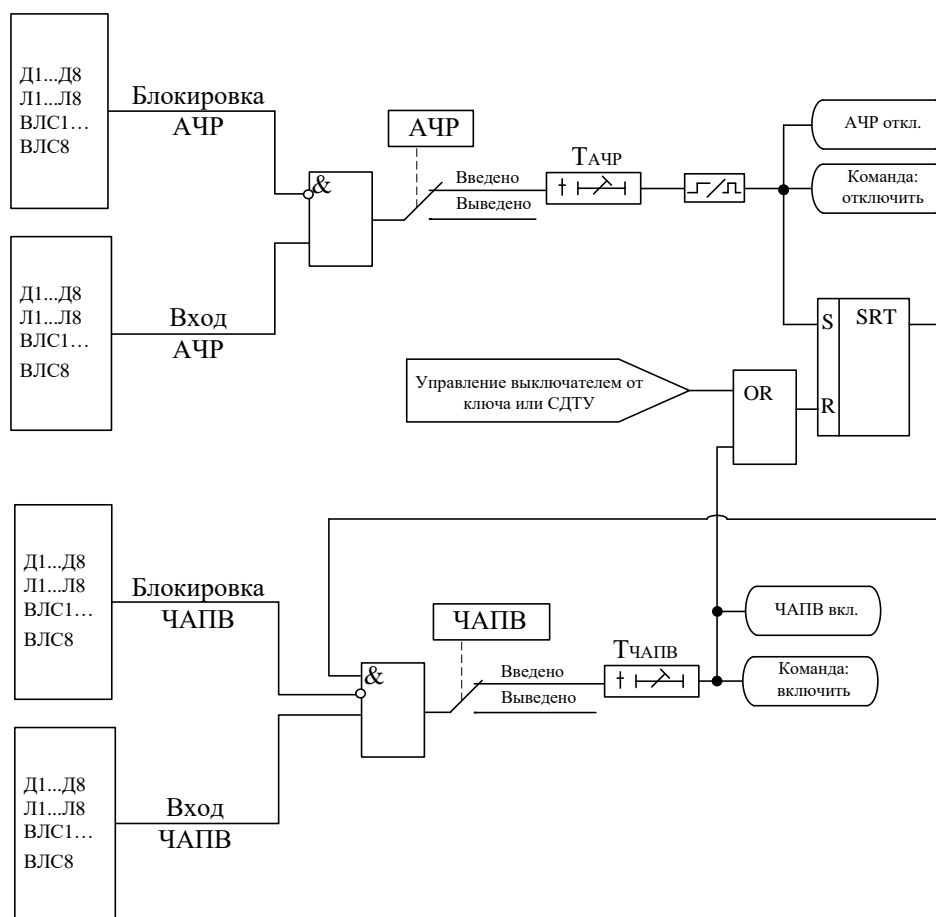 Д1...Д8
Л1...Л8
ВЛС1…
ВЛС8
Блокировка
АЧР
&
АЧР
Введено
Выведено
TАЧР
АЧР откл.
Команда:
отключить
Д1...Д8
Л1...Л8
ВЛС1…
ВЛС8
Вход
АЧР
S
SRT
R
Управление выключателем от
ключа или СДТУ
OR
Д1...Д8
Л1...Л8
ВЛС1…
ВЛС8
Блокировка
ЧАПВ
&
ЧАПВ
Введено
Выведено
TЧАПВ
ЧАПВ вкл.
Команда:
включить
Д1...Д8
Л1...Л8
ВЛС1…
ВЛС8
Вход
ЧАПВ